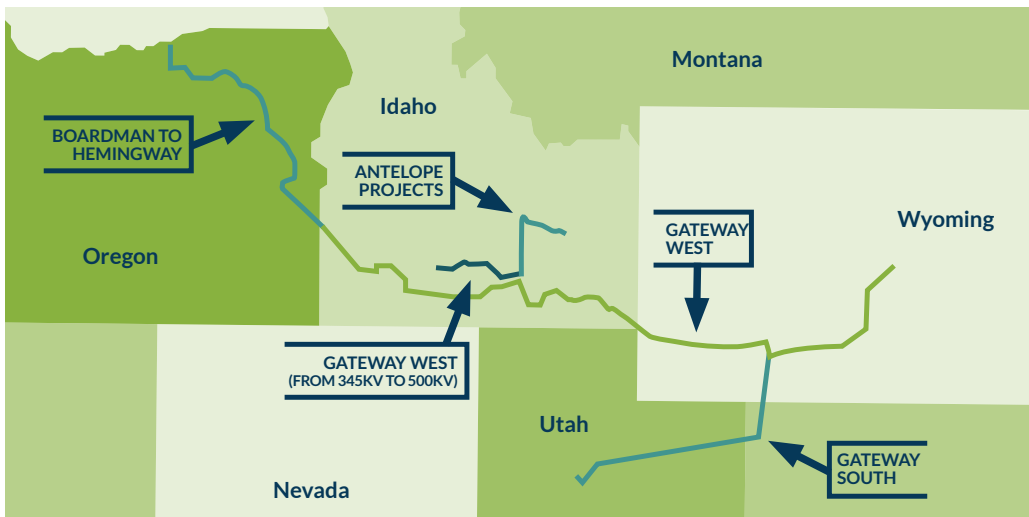 Montana
Idaho
BOARDMAN TO
HEMINGWAY
ANTELOPE
PROJECTS
Wyoming
GATEWAY
WEST
Oregon
GATEWAY WEST
(FROM 345KV TO 500KV)
Utah
GATEWAY
SOUTH
Nevada